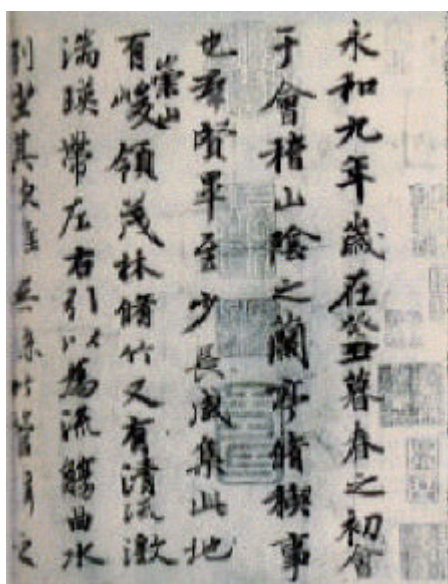 永和九年歲在癸丑暮春之初會
于會稽山陰之蘭亭脩稧事
也羣賢畢至少長咸集此地
有崇山峻領茂林脩竹又有清流激
湍暎帶左右引以為流觴曲水
列坐其次雖無絲竹管弦之